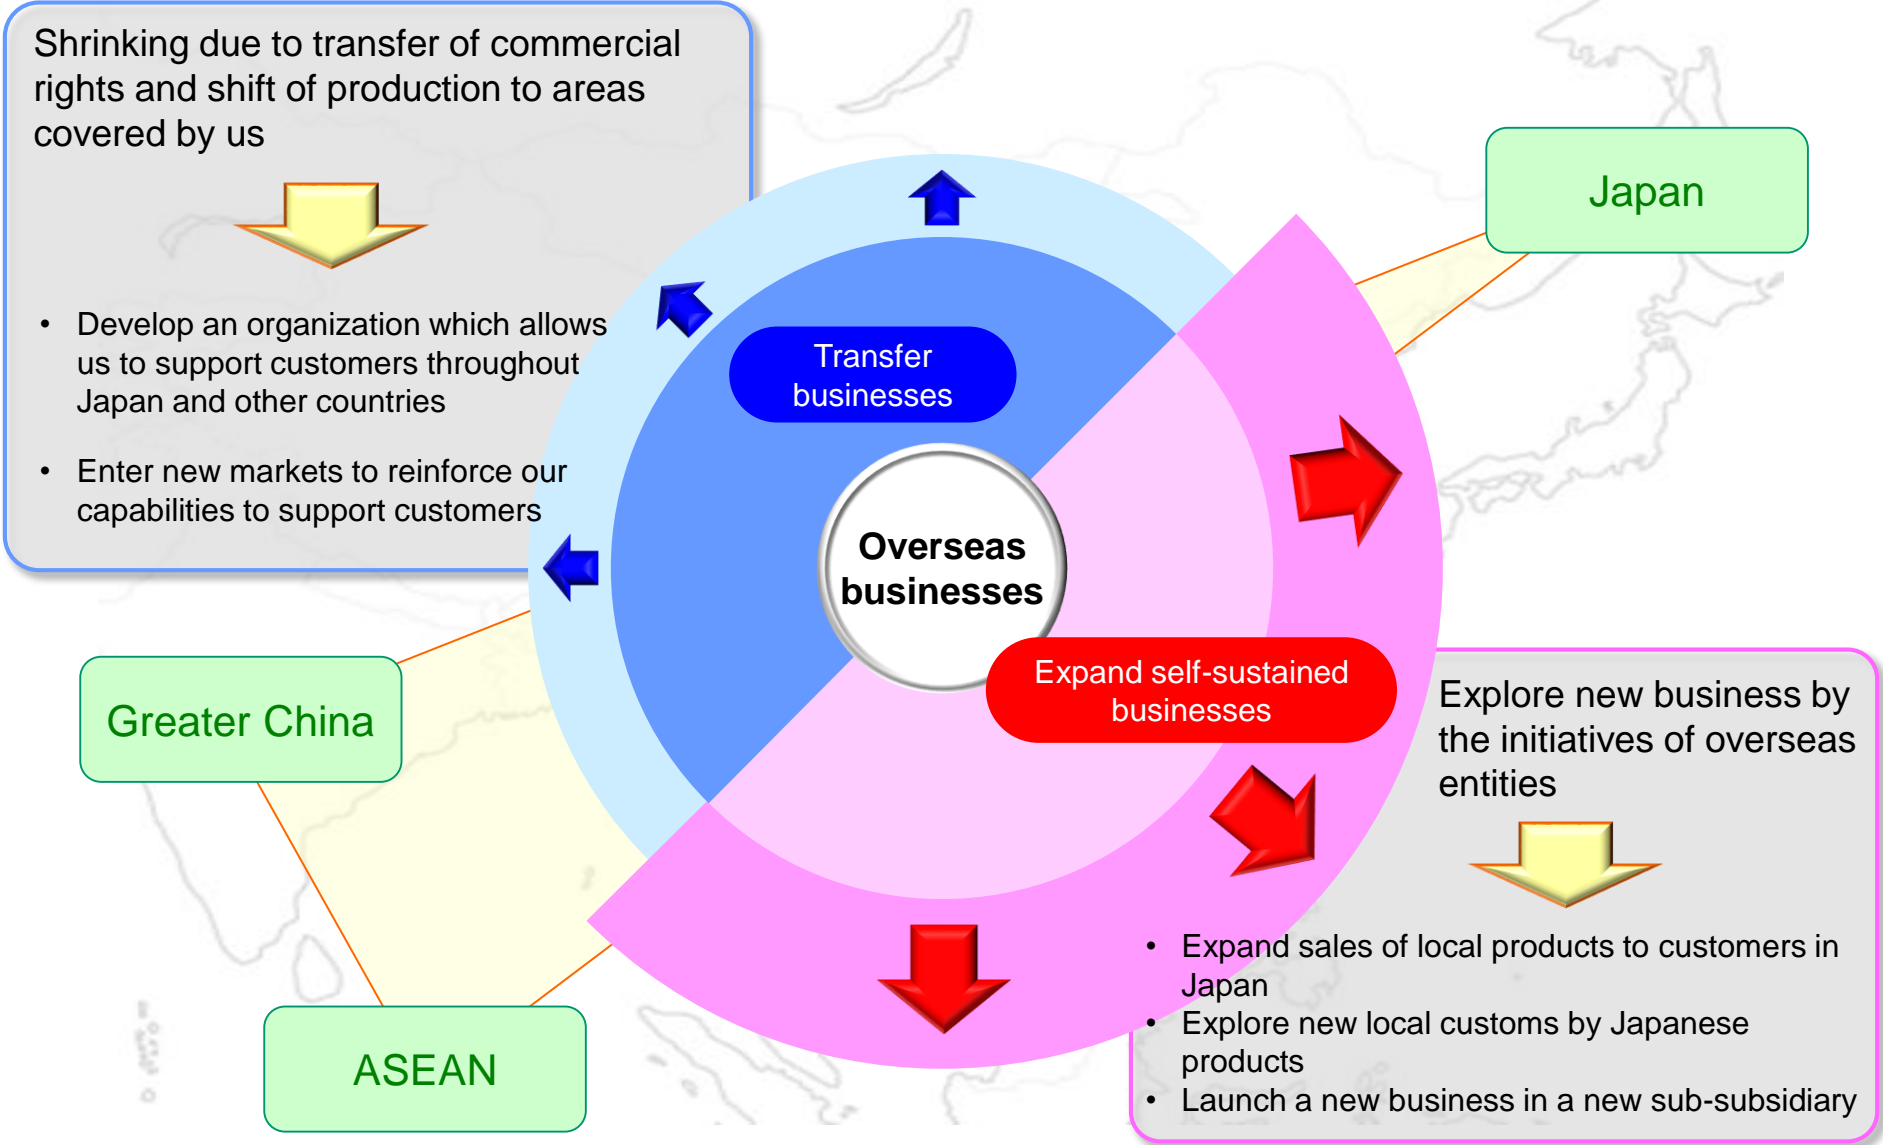 Shrinking due to transfer of commercial
rights and shift of production to areas
covered by us
• Develop an organization which allows
us to support customers throughout
Japan and other countries
• Enter new markets to reinforce our
capabilities to support customers
Japan
Transfer
businesses
Overseas
businesses
Expand self-sustained
businesses
Greater China
ASEAN
Explore new business by
the initiatives of overseas
entities
• Expand sales of local products to customers in
Japan
• Explore new local customs by Japanese
products
• Launch a new business in a new sub-subsidiary